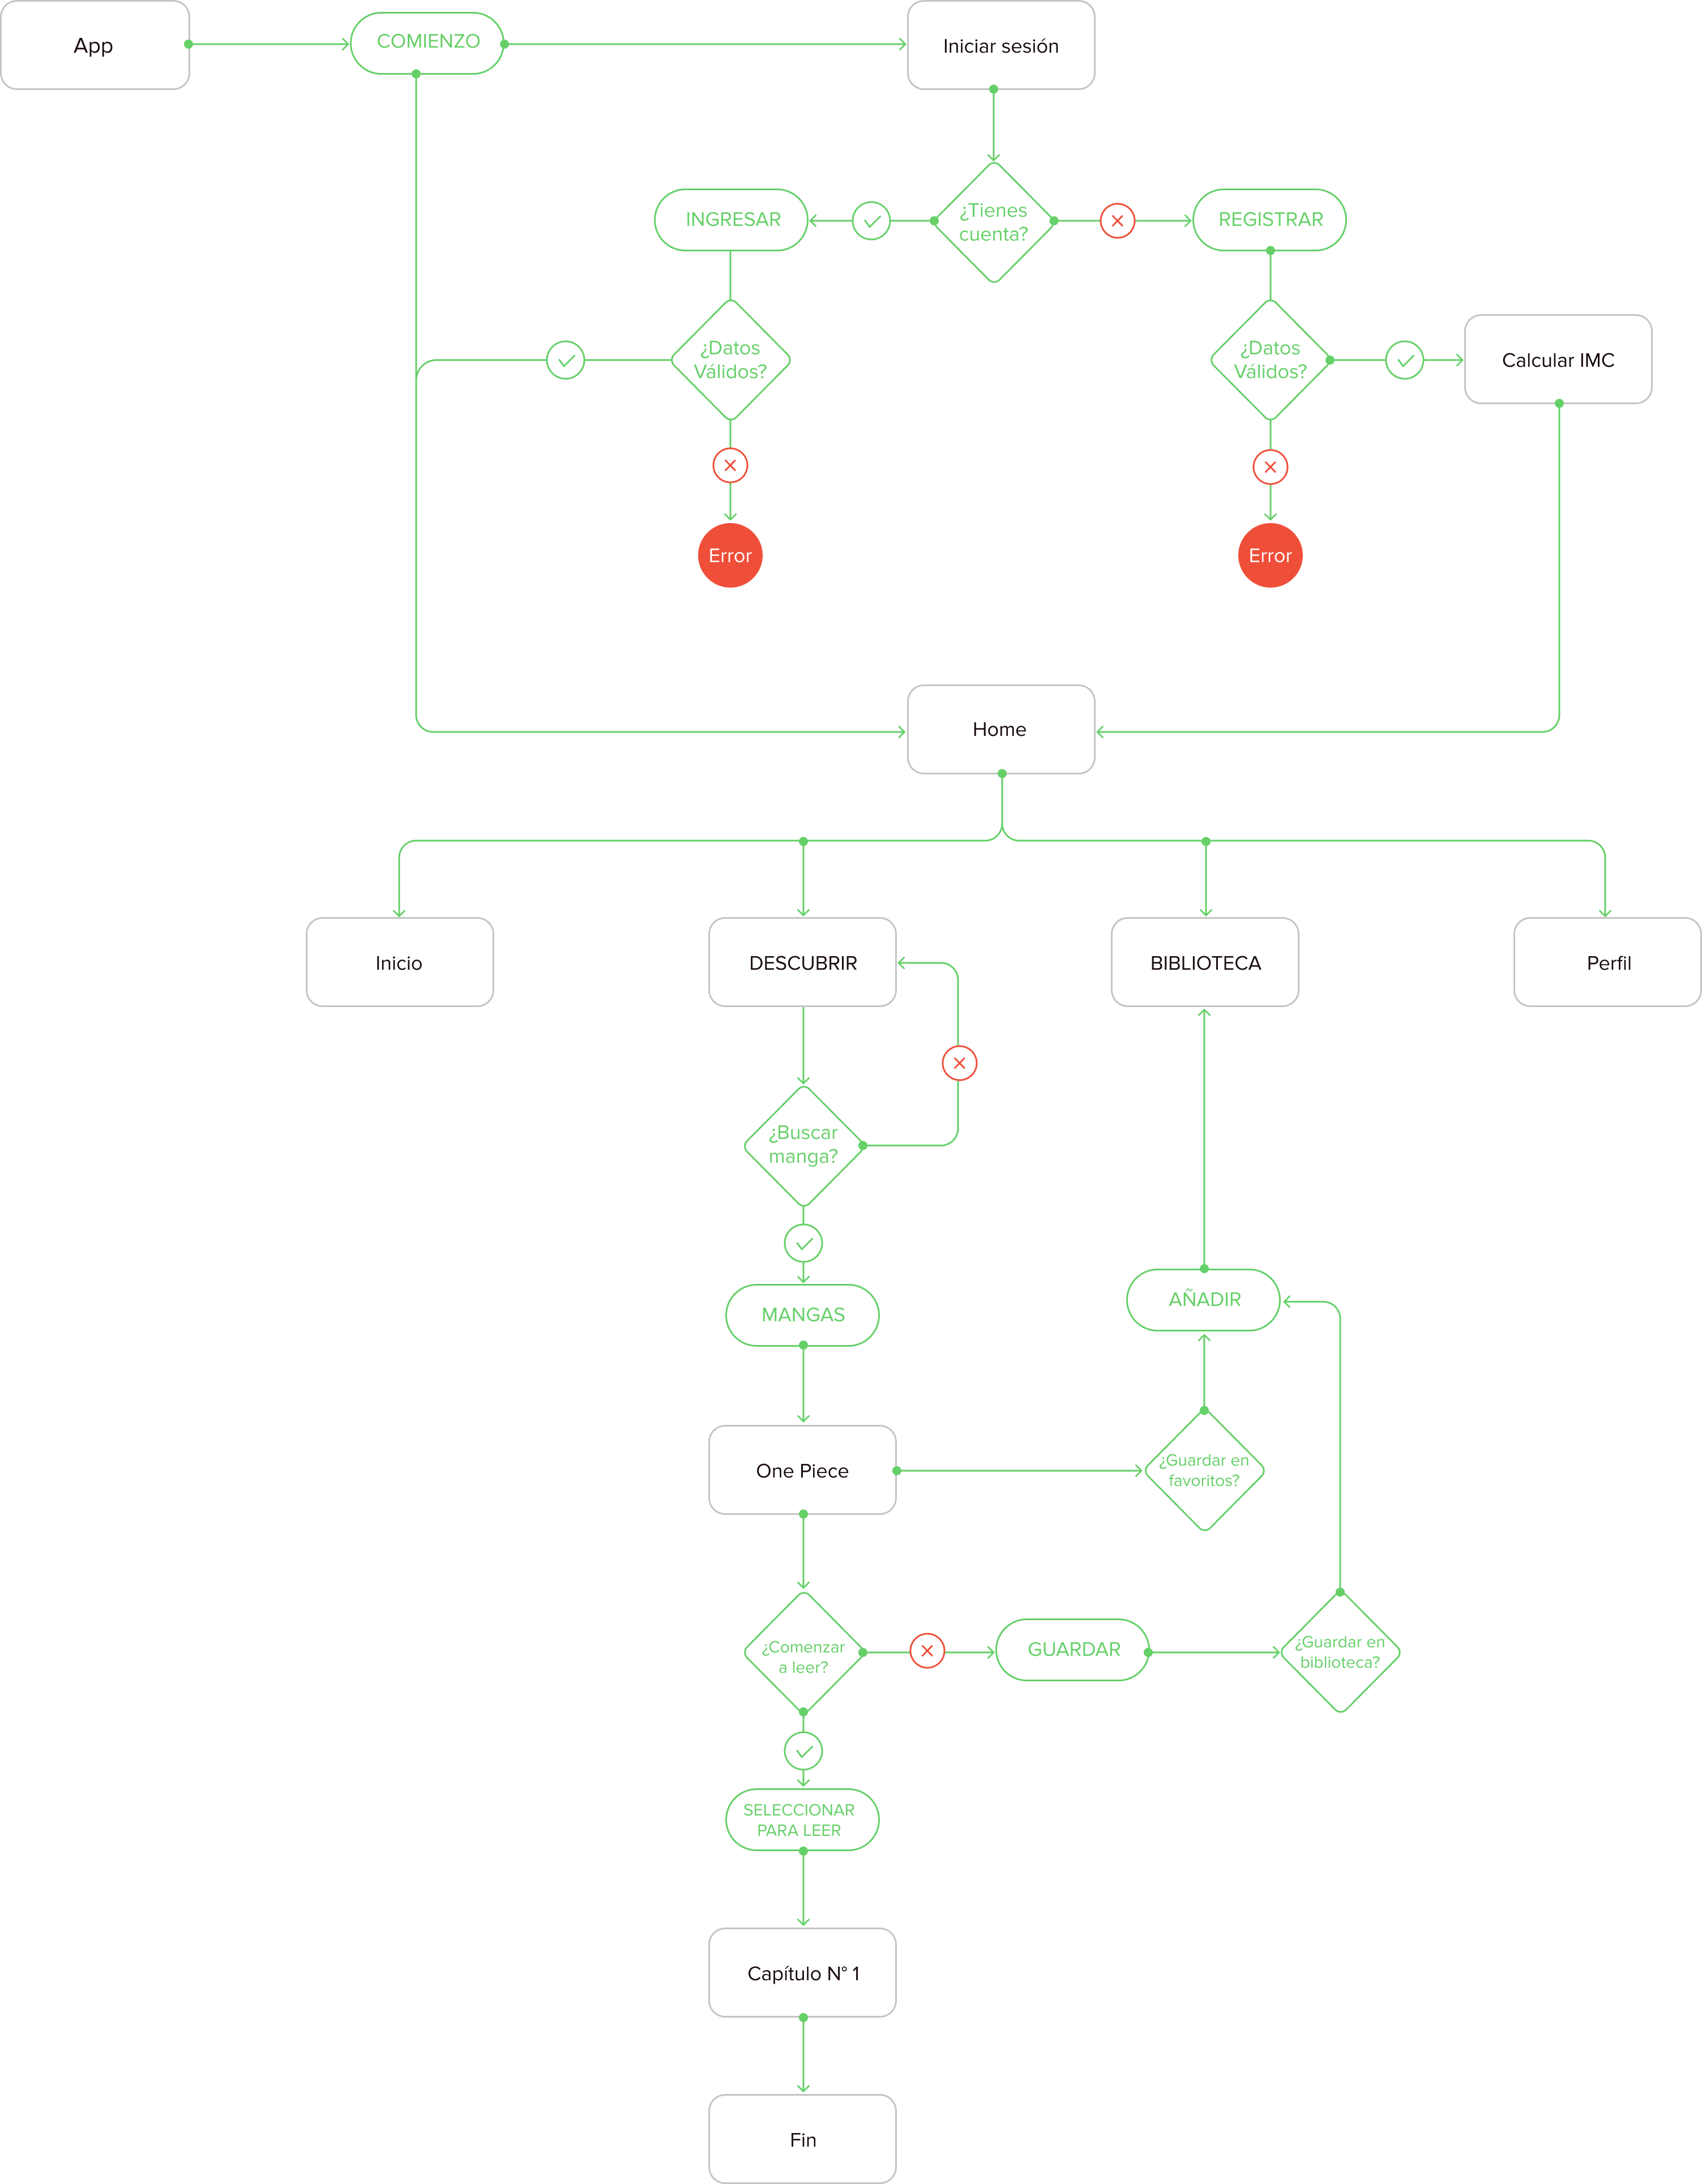 App
COMIENZO
Iniciar sesión
INGRESAR
¿Tienes
cuenta?
REGISTRAR
¿Datos
Válidos?
¿Datos
Válidos?
Calcular IMC
Error
Error
Home
Inicio
DESCUBRIR
BIBLIOTECA
Perfil
¿Buscar
manga?
MANGAS
AÑADIR
One Piece
¿Guardar en
favoritos?
¿Comenzar
a leer?
GUARDAR
¿Guardar en
biblioteca?
SELECCIONAR
PARA LEER
Capítulo N° 1
Fin